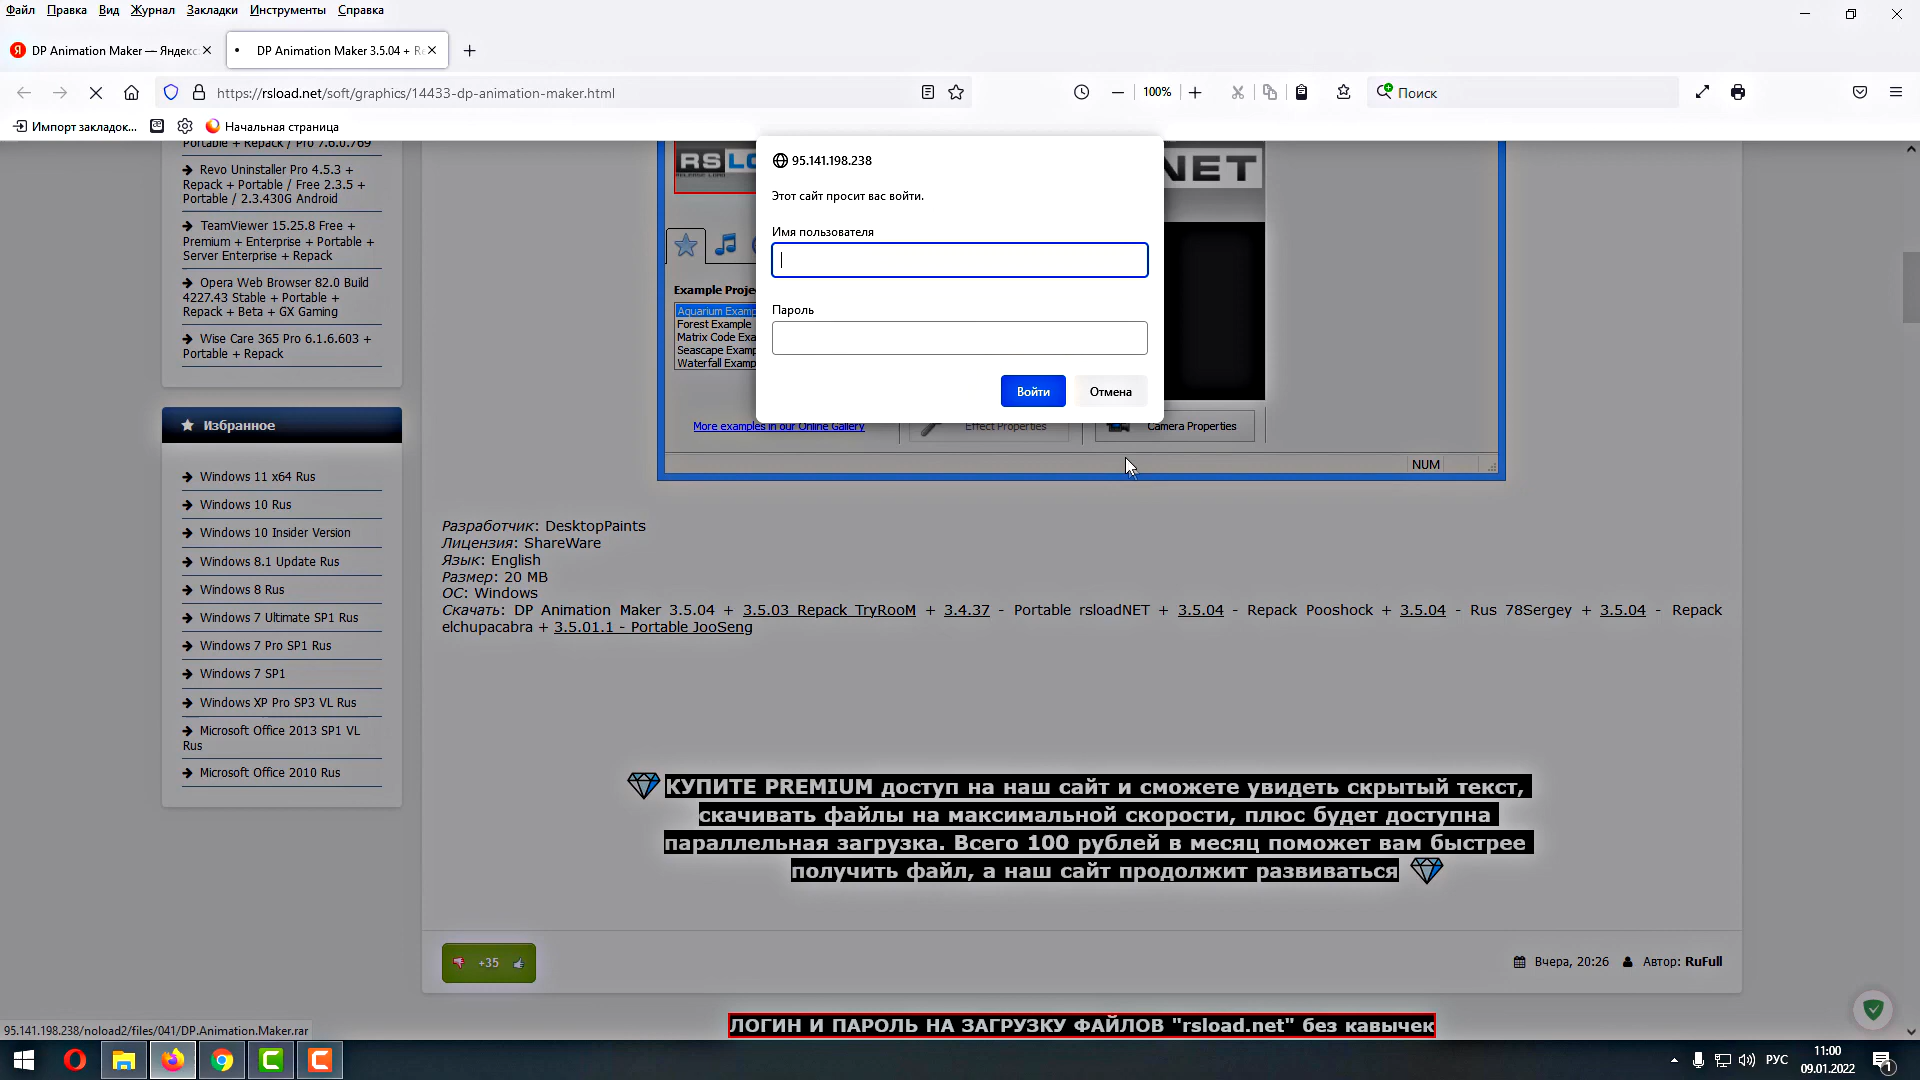 Файл Правка Вид Журнал Закладки Инструменты Справка
DP Animation Maker — Яндекс
DP Animation Maker 3.5.04 + Re
https://rsload.net/soft/graphics/14433-dp-animation-maker.html
100%
Поиск
Импорт закладок...
Начальная страница
Portable + Repack / Pro 7.6.0.769
Revo Uninstaller Pro 4.5.3 +
Repack + Portable / Free 2.3.5 +
Portable / 2.3.430G Android
TeamViewer 15.25.8 Free +
Premium + Enterprise + Portable +
Server Enterprise + Repack
Opera Web Browser 82.0 Build
4227.43 Stable + Portable +
Repack + Beta + GX Gaming
Wise Care 365 Pro 6.1.6.603 +
Portable + Repack
Избранное
Windows 11 x64 Rus
Windows 10 Rus
Windows 10 Insider Version
Windows 8.1 Update Rus
Windows 8 Rus
Windows 7 Ultimate SP1 Rus
Windows 7 Pro SP1 Rus
Windows 7 SP1
Windows XP Pro SP3 VL Rus
Microsoft Office 2013 SP1 VL
Rus
Microsoft Office 2010 Rus
NET
Example Proje
Aquarium Examp
Forest Example
Matrix Code Exa
Seascape Examp
Waterfall Examp
More examples in our Online Gallery
Effect Properties
Camera Properties
NUM
95.141.198.238
Этот сайт просит вас войти.
Имя пользователя
Пароль
Войти
Отмена
Разработчик: DesktopPaints
Лицензия: ShareWare
Язык: English
Размер: 20 MB
ОС: Windows
Скачать: DP Animation Maker 3.5.04 + 3.5.03 Repack TryRooM + 3.4.37 - Portable rsloadNET + 3.5.04 - Repack Pooshock + 3.5.04 - Rus 78Sergey + 3.5.04 - Repack
elchupacabra + 3.5.01.1 - Portable JooSeng
КУПИТЕ PREMIUM доступ на наш сайт и сможете увидеть скрытый текст,
скачивать файлы на максимальной скорости, плюс будет доступна
параллельная загрузка. Всего 100 рублей в месяц поможет вам быстрее
получить файл, а наш сайт продолжит развиваться
+35
Вчера, 20:26 Автор: RuFull
ЛОГИН И ПАРОЛЬ НА ЗАГРУЗКУ ФАЙЛОВ "rsload.net" без кавычек
95.141.198.238/noload2/files/041/DP.Animation.Maker.rar
РУС
11:00
09.01.2022
1